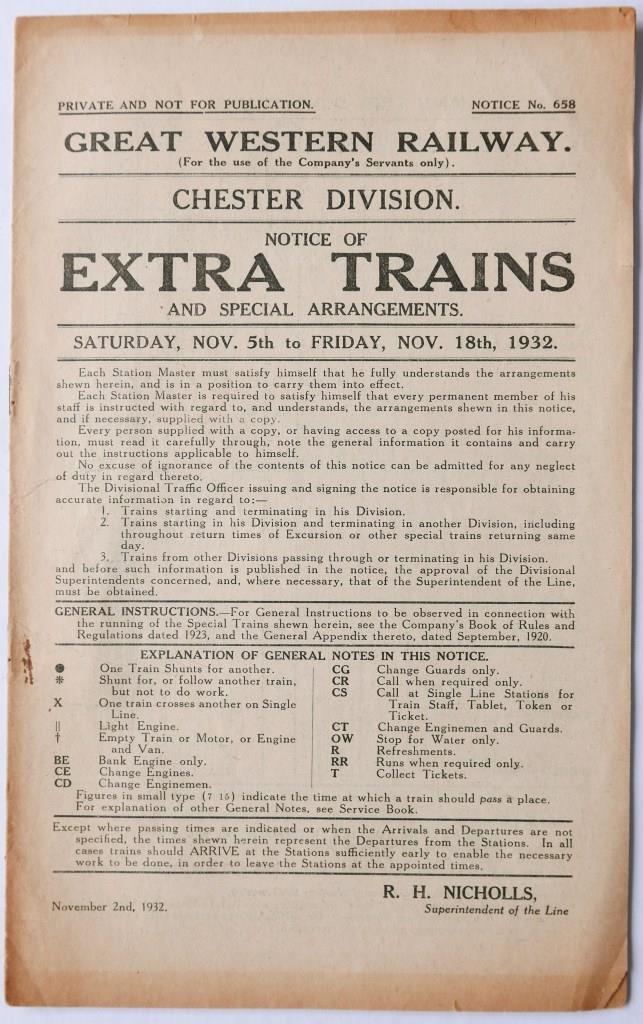 PRIVATE AND NOT FOR PUBLICATION. NOTICE No. 658
GREAT WESTERN RAILWAY.
(For the use of the Company's Servants only).
CHESTER DIVISION.
NOTICE OF
EXTRA TRAINS
AND SPECIAL ARRANGEMENTS.
SATURDAY, NOV. 5th to FRIDAY, NOV. 18th, 1932.
Each Station Master must satisfy himself that he fully understands the arrangements
shewn herein, and is in a position to carry them into effect.
Each Station Master is required to satisfy himself that every permanent member of his
staff is instructed with regard to, and understands, the arrangements shewn in this notice,
and if necessary, supplied with a copy.
Every person supplied with a copy, or having access to a copy posted for his informa-
tion, must read it carefully through, note the general information it contains and carry
out the instructions applicable to himself.
No excuse of ignorance of the contents of this notice can be admitted for any neglect
of duty in regard thereto.
The Divisional Traffic Officer issuing and signing the notice is responsible for obtaining
accurate information in regard to:—
1. Trains starting and terminating in his Division.
2. Trains starting in his Division and terminating in another Division, including
throughout return times of Excursion or other special trains returning same
day.
3. Trains from other Divisions passing through or terminating in his Division.
and before such information is published in the notice, the approval of the Divisional
Superintendents concerned, and, where necessary, that of the Superintendent of the Line,
must be obtained.
GENERAL INSTRUCTIONS.—For General Instructions to be observed in connection with
the running of the Special Trains shewn herein, see the Company's Book of Rules and
Regulations dated 1923, and the General Appendix thereto, dated September, 1920.
EXPLANATION OF GENERAL NOTES IN THIS NOTICE.
● One Train Shunts for another.
* Shunt for, or follow another train,
but not to do work.
X One train crosses another on Single
Line.
|| Light Engine.
† Empty Train or Motor, or Engine
and Van.
BE Bank Engine only.
CE Change Engines.
CD Change Enginemen.
CG Change Guards only.
CR Call when required only.
CS Call at Single Line Stations for
Train Staff, Tablet, Token or
Ticket.
CT Change Enginemen and Guards.
OW Stop for Water only.
R Refreshments.
RR Runs when required only.
T Collect Tickets.
Figures in small type (7 15) indicate the time at which a train should pass a place.
For explanation of other General Notes, see Service Book.
Except where passing times are indicated or when the Arrivals and Departures are not
specified, the times shewn herein represent the Departures from the Stations. In all
cases trains should ARRIVE at the Stations sufficiently early to enable the necessary
work to be done, in order to leave the Stations at the appointed times.
R. H. NICHOLLS,
November 2nd, 1932. Superintendent of the Line